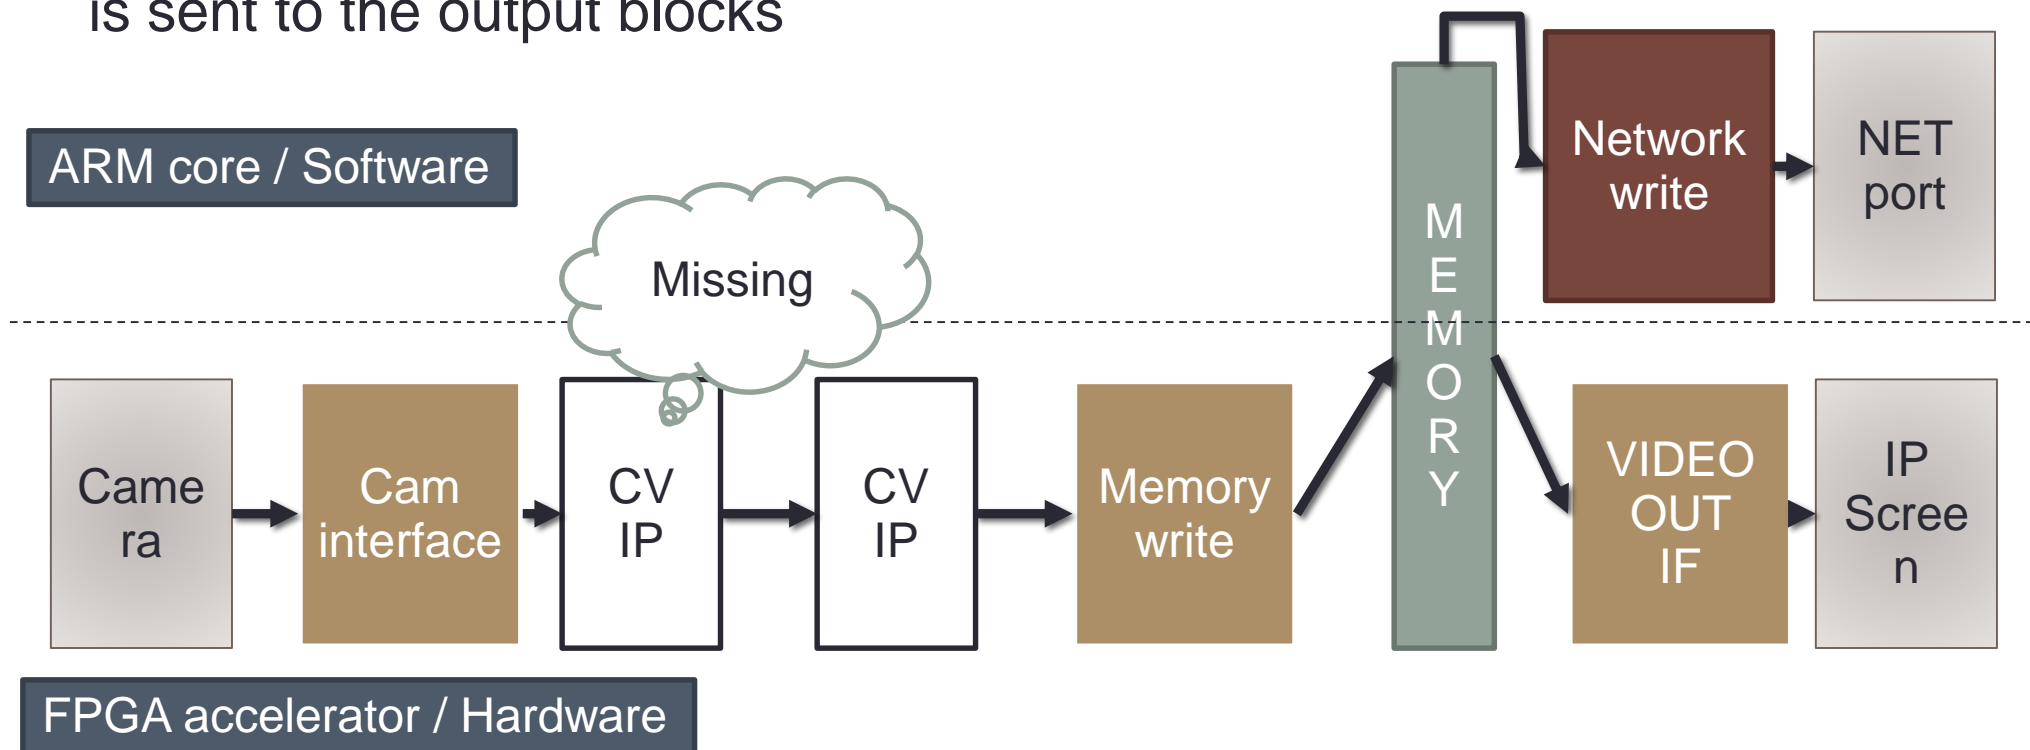 is sent to the output blocks
ARM core / Software
Missing
Network
write
NET
port
M
E
M
O
R
Y
Came
ra
Cam
interface
CV
IP
CV
IP
Memory
write
VIDEO
OUT
IF
IP
Scree
n
FPGA accelerator / Hardware